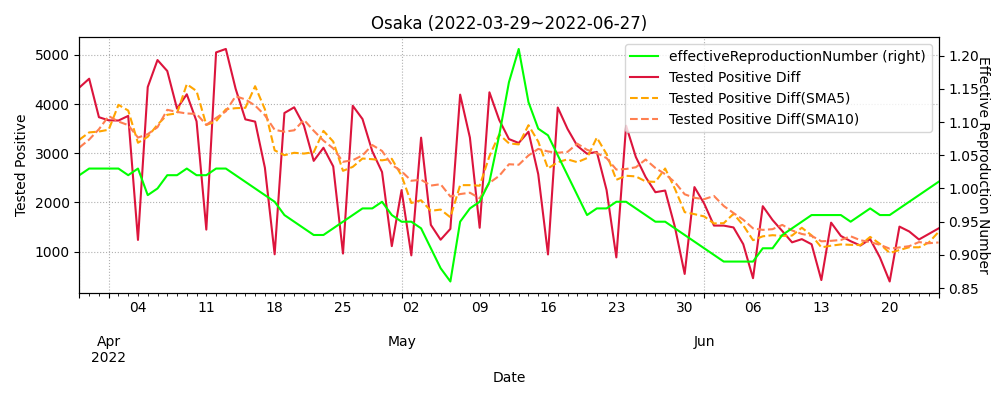 Osaka (2022-03-29~2022-06-27)
effectiveReproductionNumber (right)
Tested Positive Diff
Tested Positive Diff(SMA5)
Tested Positive Diff(SMA10)
Tested Positive
5000
4000
3000
2000
1000
Effective Reproduction Number
1.20
1.15
1.10
1.05
1.00
0.95
0.90
0.85
04 11 18 25 02 09 16 23 30 06 13 20
Apr May Jun
2022
Date